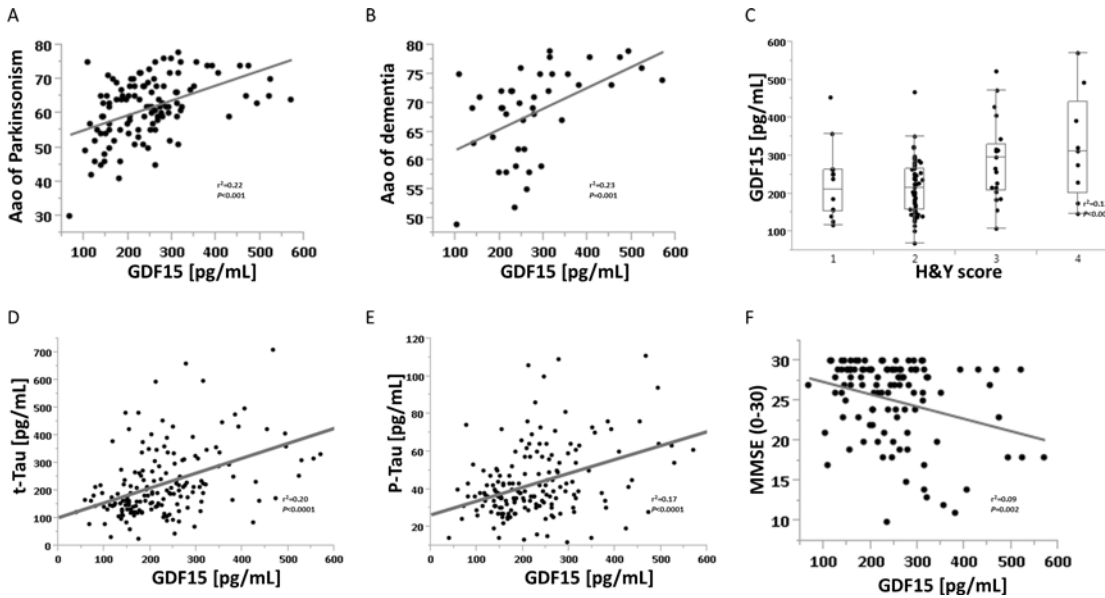 A
Aao of Parkinsonism
80
70
60
50
40
30
r²=0.22
P<0.001
100 200 300 400 500 600
GDF15 [pg/mL]
B
Aao of dementia
80
75
70
65
60
55
50
r²=0.23
P=0.001
100 200 300 400 500 600
GDF15 [pg/mL]
C
GDF15 [pg/mL]
600
500
400
300
200
100
1 2 3 4
H&Y score
D
t-Tau [pg/mL]
700
600
500
400
300
200
100
0
r²=0.20
P<0.0001
0 100 200 300 400 500 600
GDF15 [pg/mL]
E
P-Tau [pg/mL]
120
100
80
60
40
20
r²=0.17
P<0.0001
0 100 200 300 400 500 600
GDF15 [pg/mL]
F
MMSE (0-30)
30
25
20
15
10
r²=0.09
P=0.002
100 200 300 400 500 600
GDF15 [pg/mL]